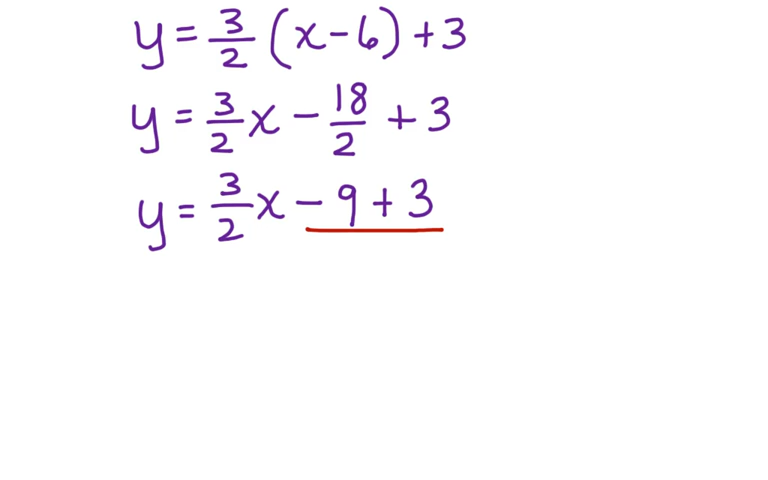 y = 3/2 (x - 6) + 3
y = 3/2 x - 18/2 + 3
y = 3/2 x - 9 + 3